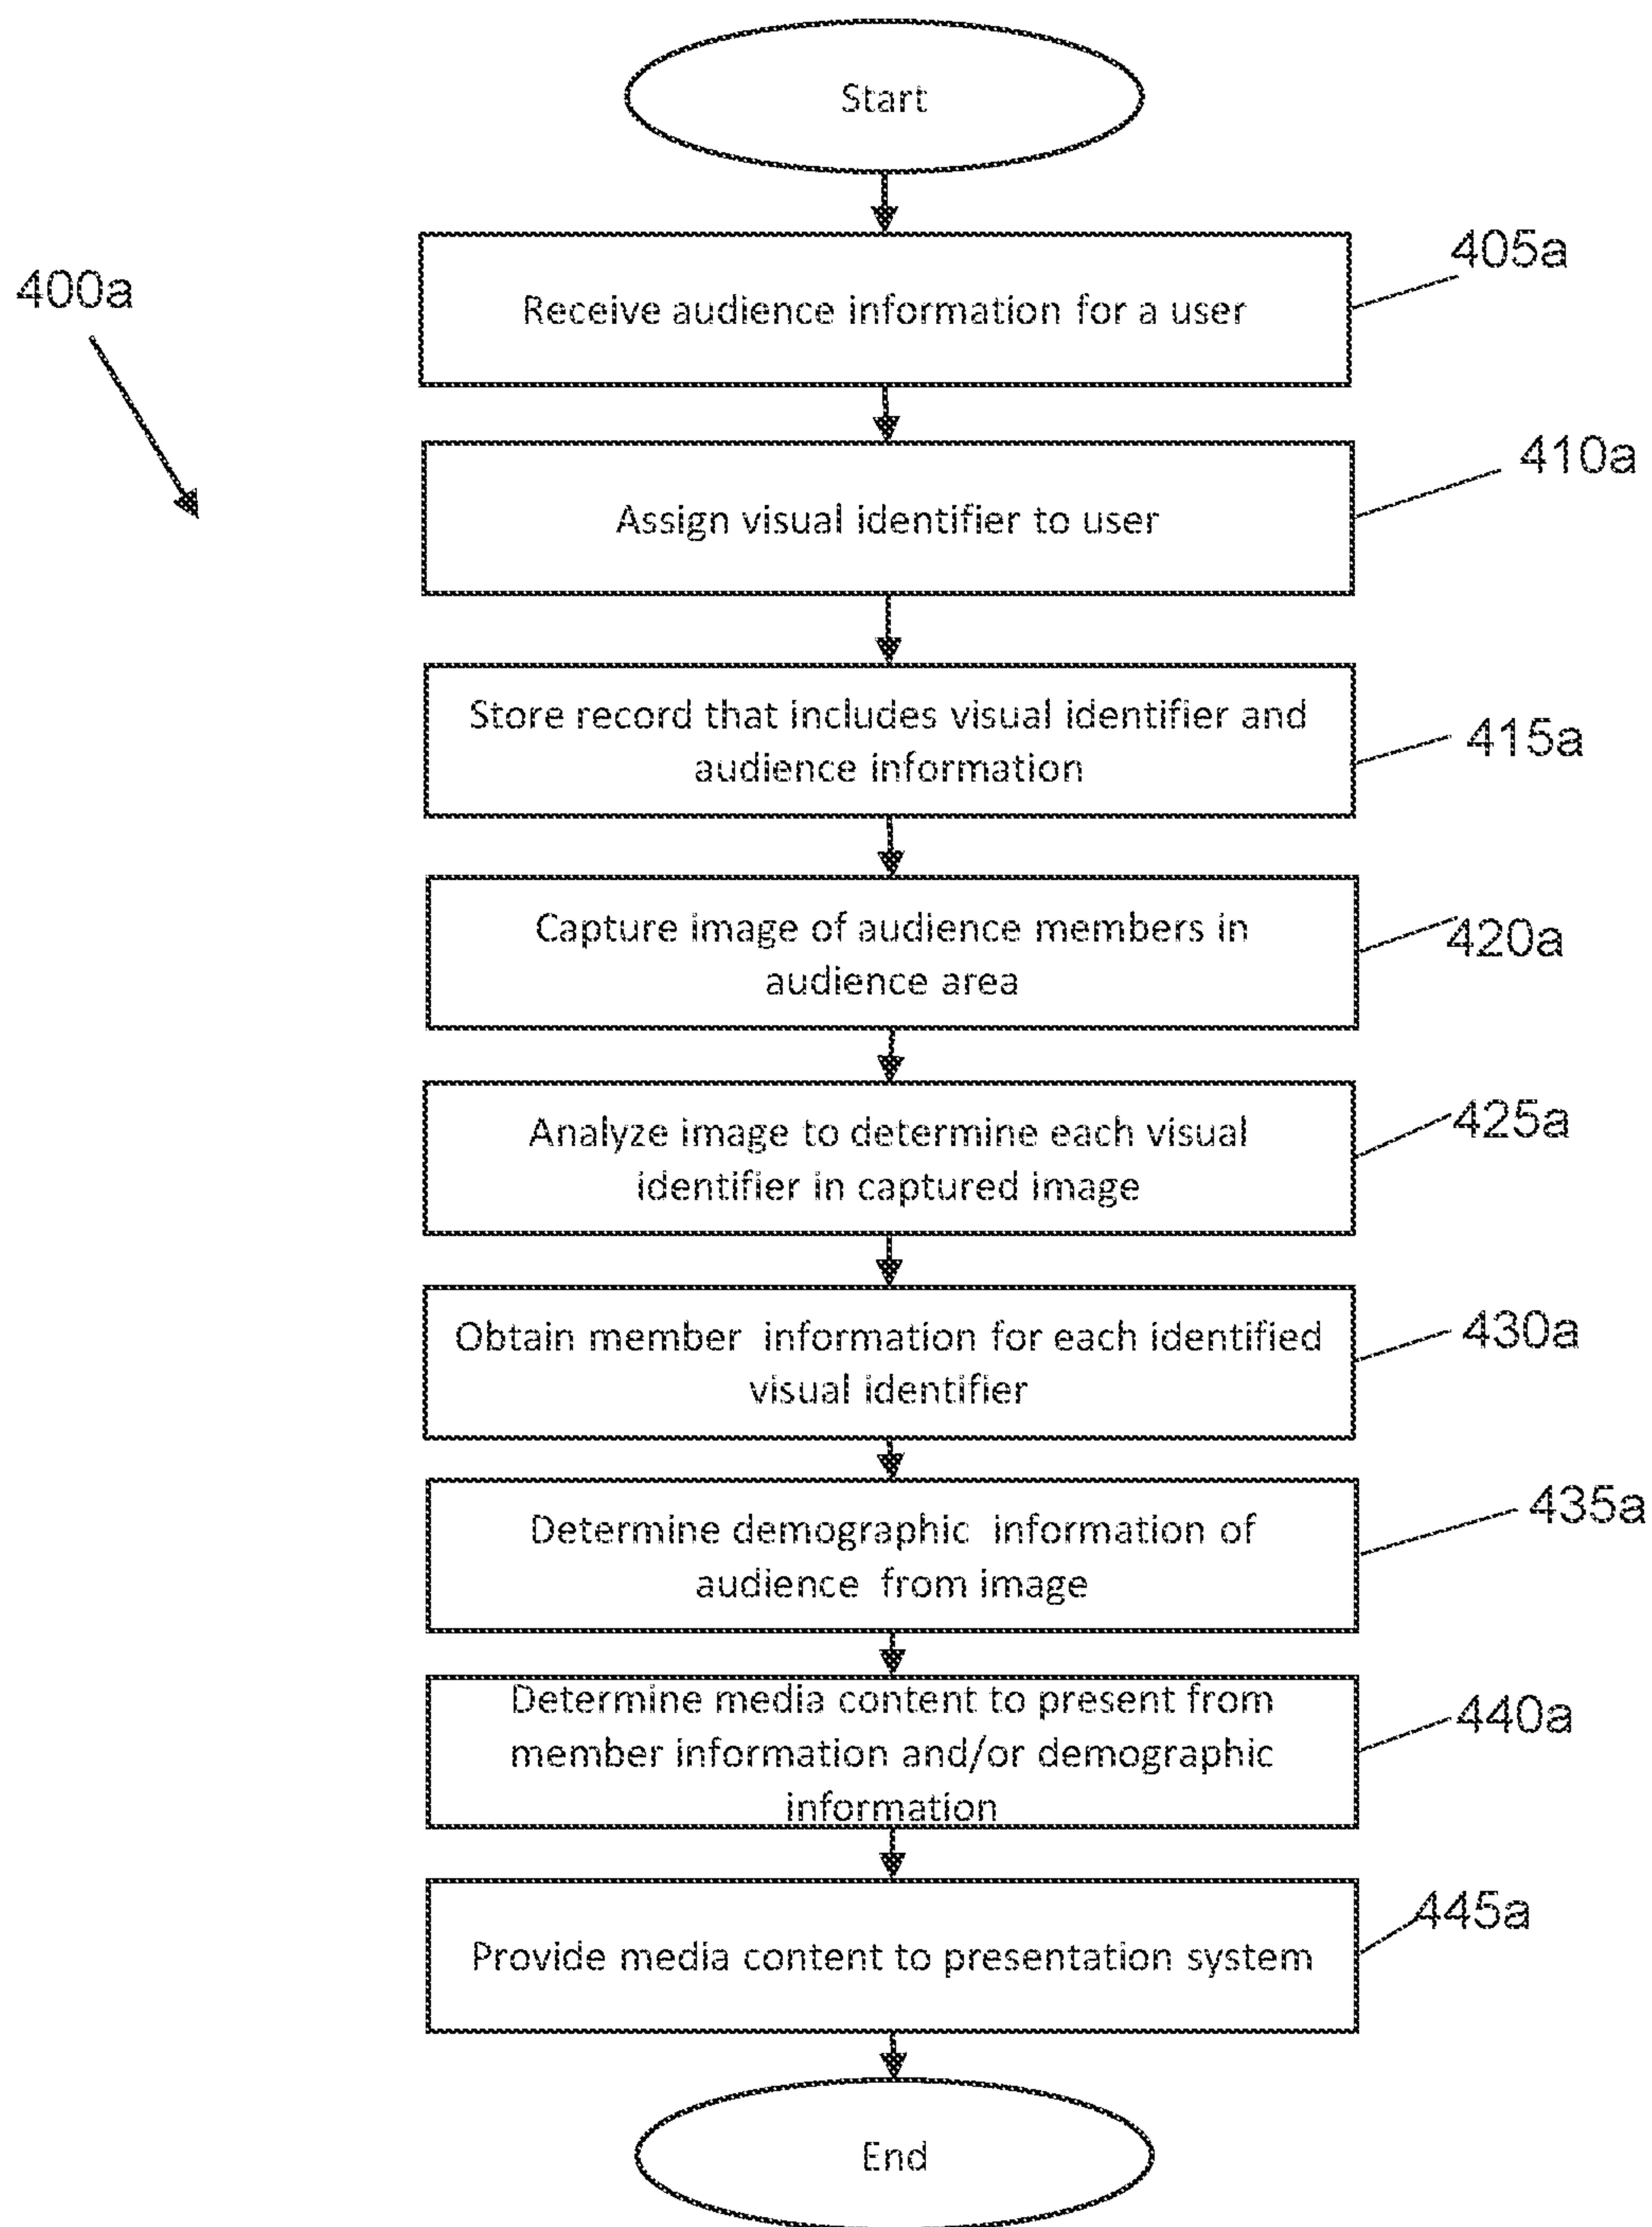 Start
400a
405a
Receive audience information for a user
410a
Assign visual identifier to user
Store record that includes visual identifier and
audience information
415a
Capture image of audience members in
audience area
420a
Analyze image to determine each visual
identifier in captured image
425a
Obtain member information for each identified
visual identifier
430a
Determine demographic information of
audience from image
435a
Determine media content to present from
member information and/or demographic
information
440a
Provide media content to presentation system
445a
End